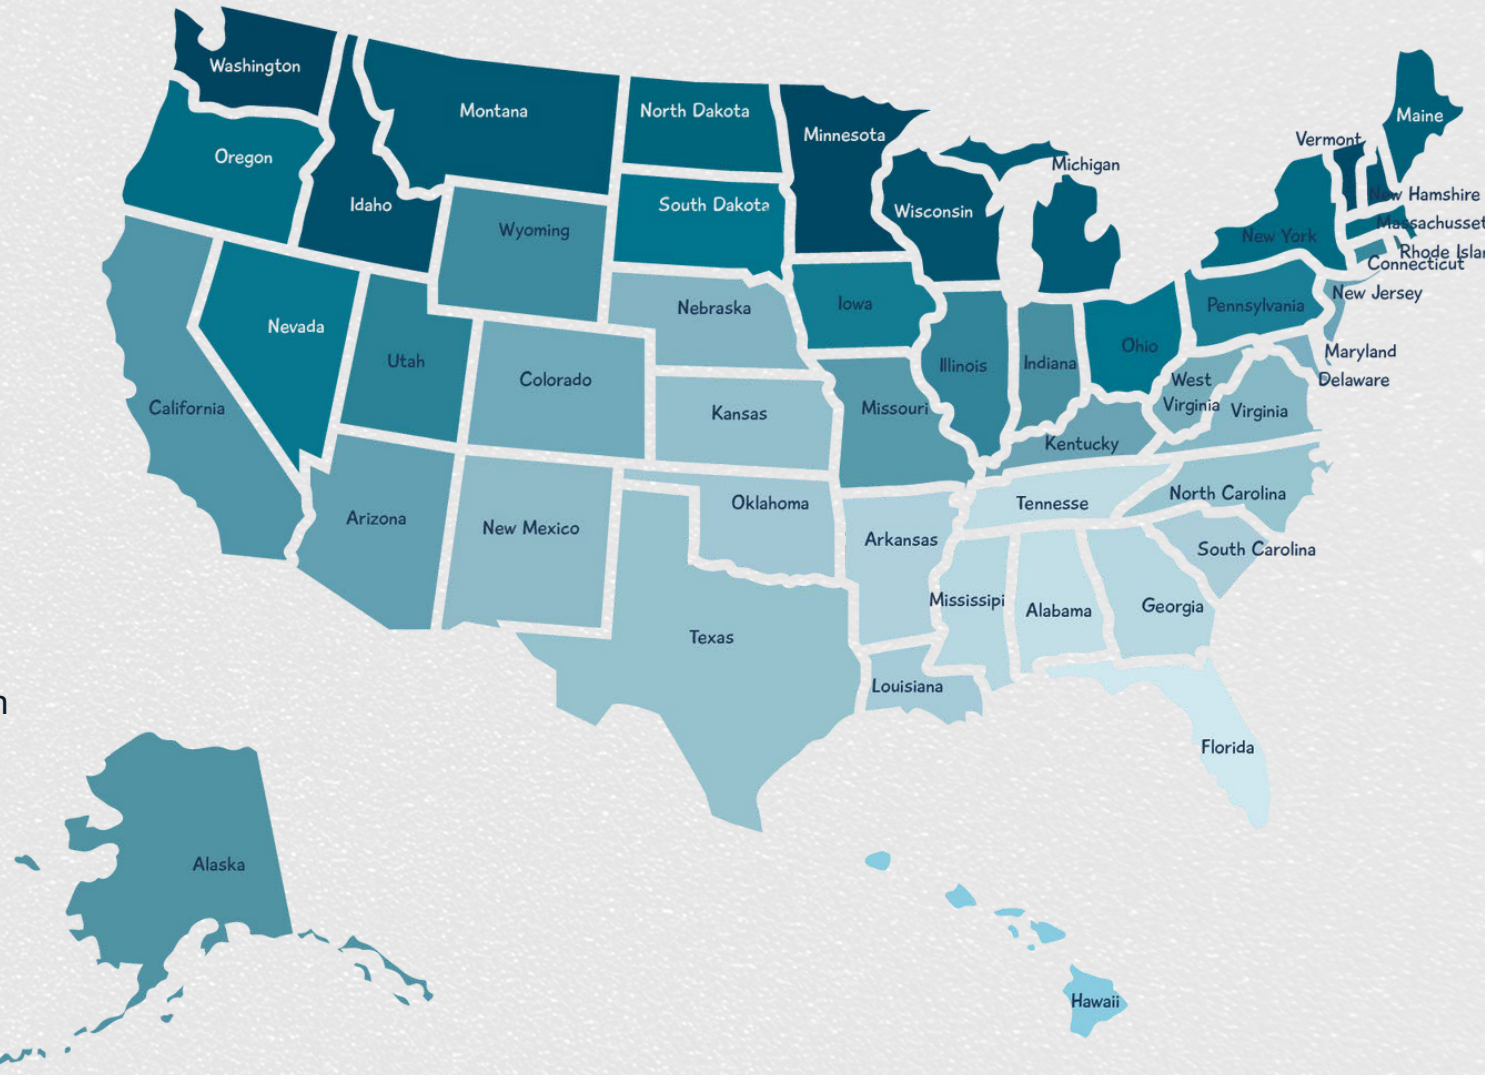 Washington
Montana
North Dakota
Minnesota
Maine
Vermont
Michigan
Oregon
Idaho
Wyoming
South Dakota
Wisconsin
New Hamshire
Massachusset
New York
Rhode Islan
Connecticut
New Jersey
Nevada
Utah
Nebraska
Iowa
Illinois
Indiana
Ohio
Pennsylvania
Maryland
Delaware
California
Colorado
Kansas
Missouri
West
Virginia
Virginia
Kentucky
Arizona
New Mexico
Oklahoma
Arkansas
Tennesse
North Carolina
South Carolina
Texas
Louisiana
Mississipi
Alabama
Georgia
Florida
Alaska
Hawaii